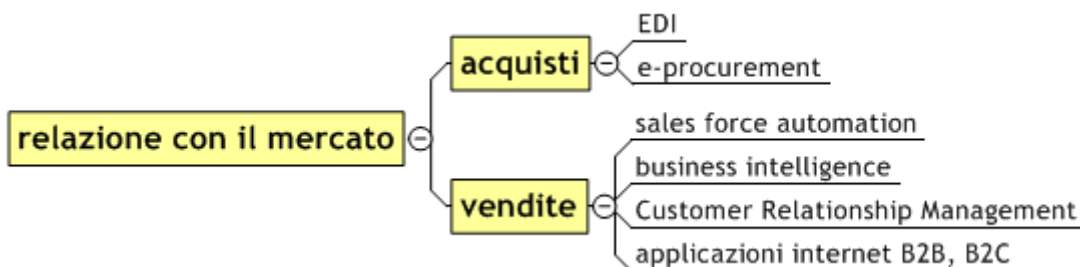 relazione con il mercato
acquisti
EDI
e-procurement
vendite
sales force automation
business intelligence
Customer Relationship Management
applicazioni internet B2B, B2C